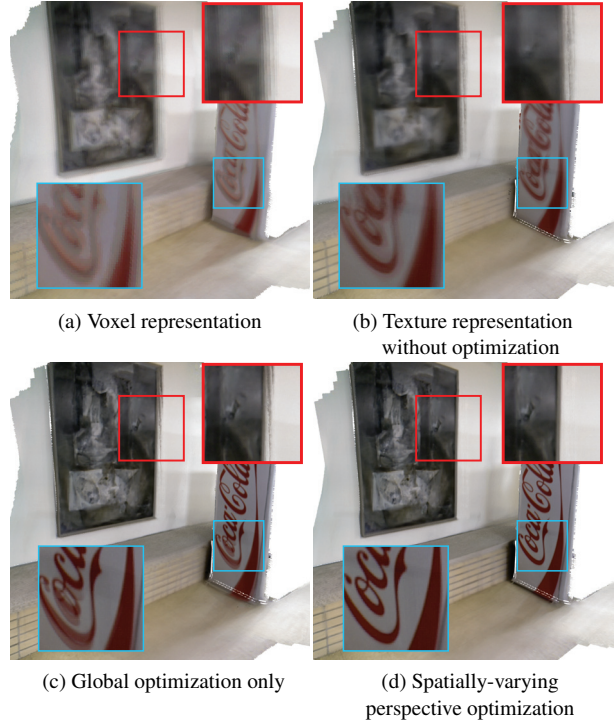 (a) Voxel representation
(b) Texture representation
without optimization
Coca-Cola
Coca-Cola
(c) Global optimization only
(d) Spatially-varying
perspective optimization